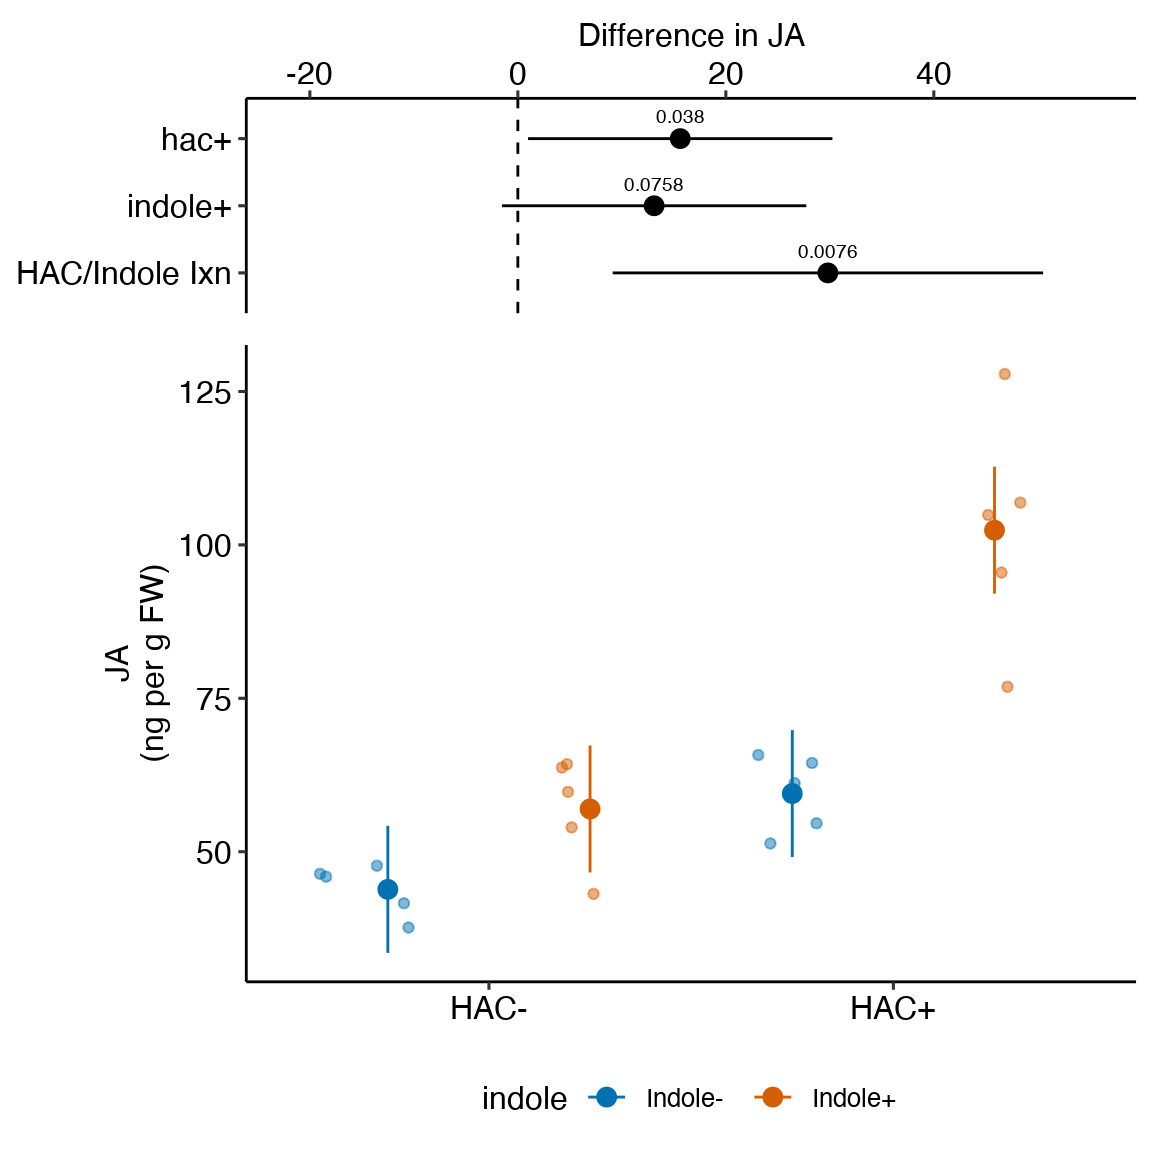 Difference in JA
-20 0 20 40
0.038
hac+
0.0758
indole+
0.0076
HAC/Indole Ixn
125
100
75
50
JA
(ng per g FW)
HAC- HAC+
indole Indole- Indole+